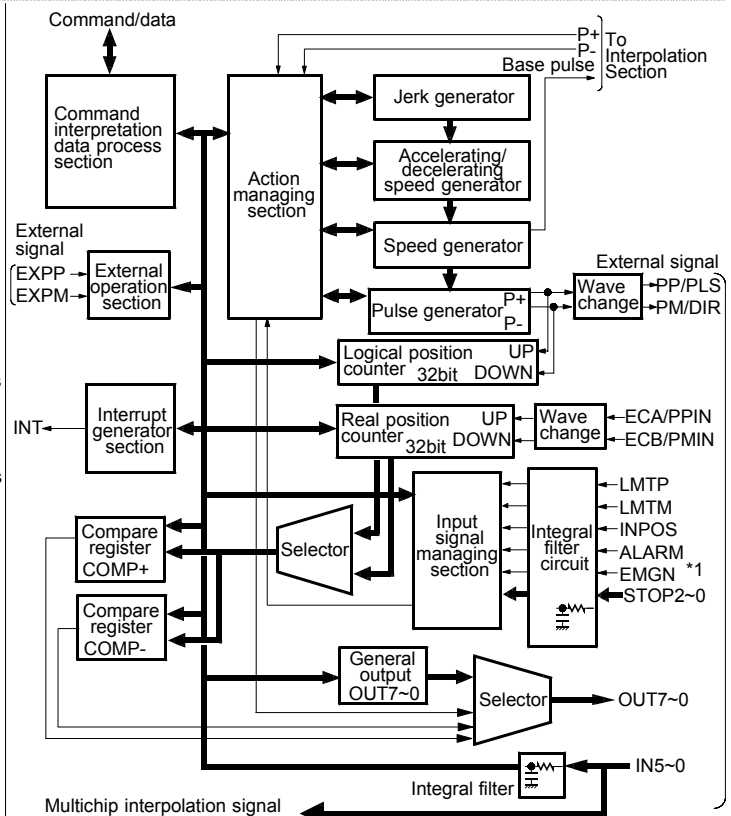 Command/data
P+
P-
Base pulse
To
Interpolation
Section
Command
interpretation
data process
section
Action
managing
section
Jerk generator
Accelerating/
decelerating
speed generator
Speed generator
Pulse generator
P+
P-
External
signal
EXPP
EXPM
External
operation
section
External signal
Wave
change
PP/PLS
PM/DIR
Logical position
counter 32bit
UP
DOWN
INT
Interrupt
generator
section
Real position
counter 32bit
UP
DOWN
Wave
change
ECA/PPIN
ECB/PMIN
Compare
register
COMP+
Selector
Input
signal
managing
section
Integral
filter
circuit
LMTP
LMTM
INPOS
ALARM
EMGN *1
STOP2~0
Compare
register
COMP-
General
output
OUT7~0
Selector
OUT7~0
IN5~0
Integral filter
Multichip interpolation signal